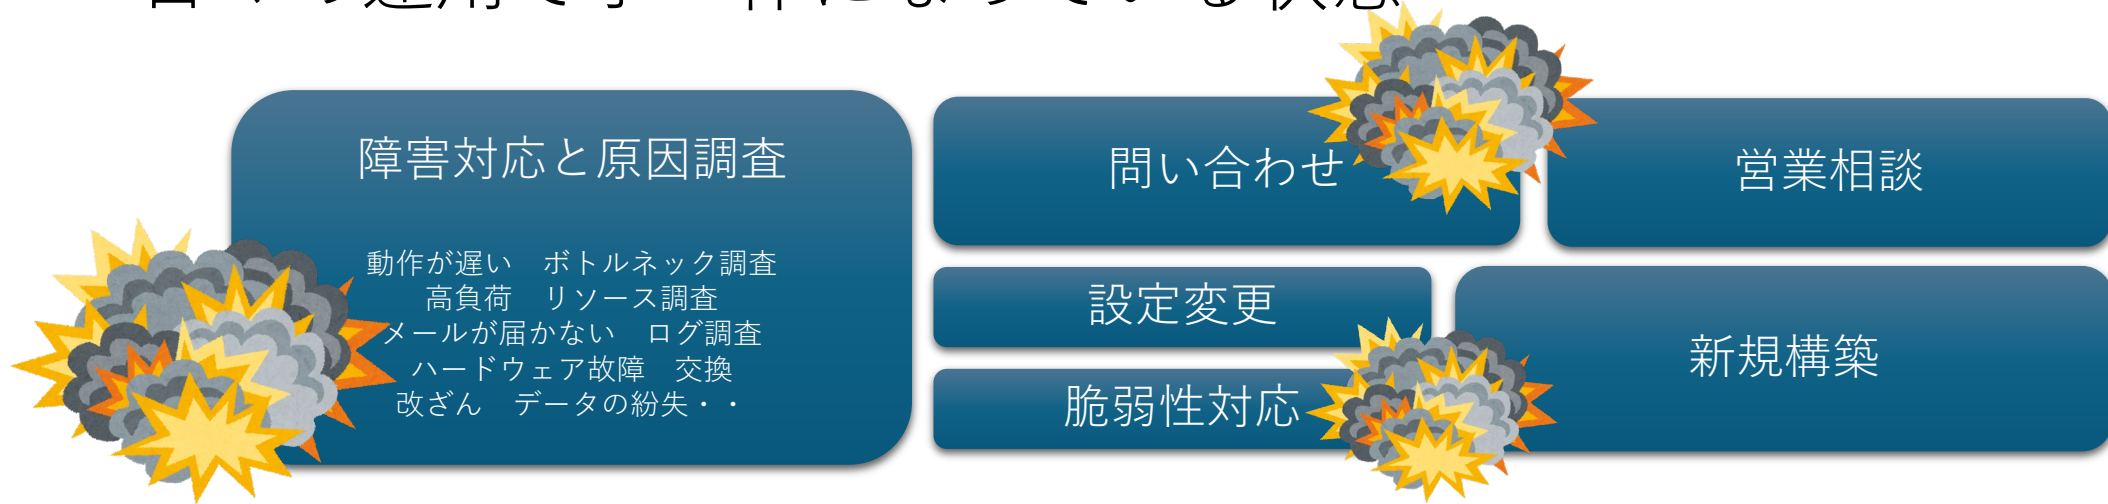 障害対応と原因調査
動作が遅い　ボトルネック調査
高負荷　リソース調査
メールが届かない　ログ調査
ハードウェア故障　交換
改ざん　データの紛失・・
問い合わせ
営業相談
設定変更
脆弱性対応
新規構築